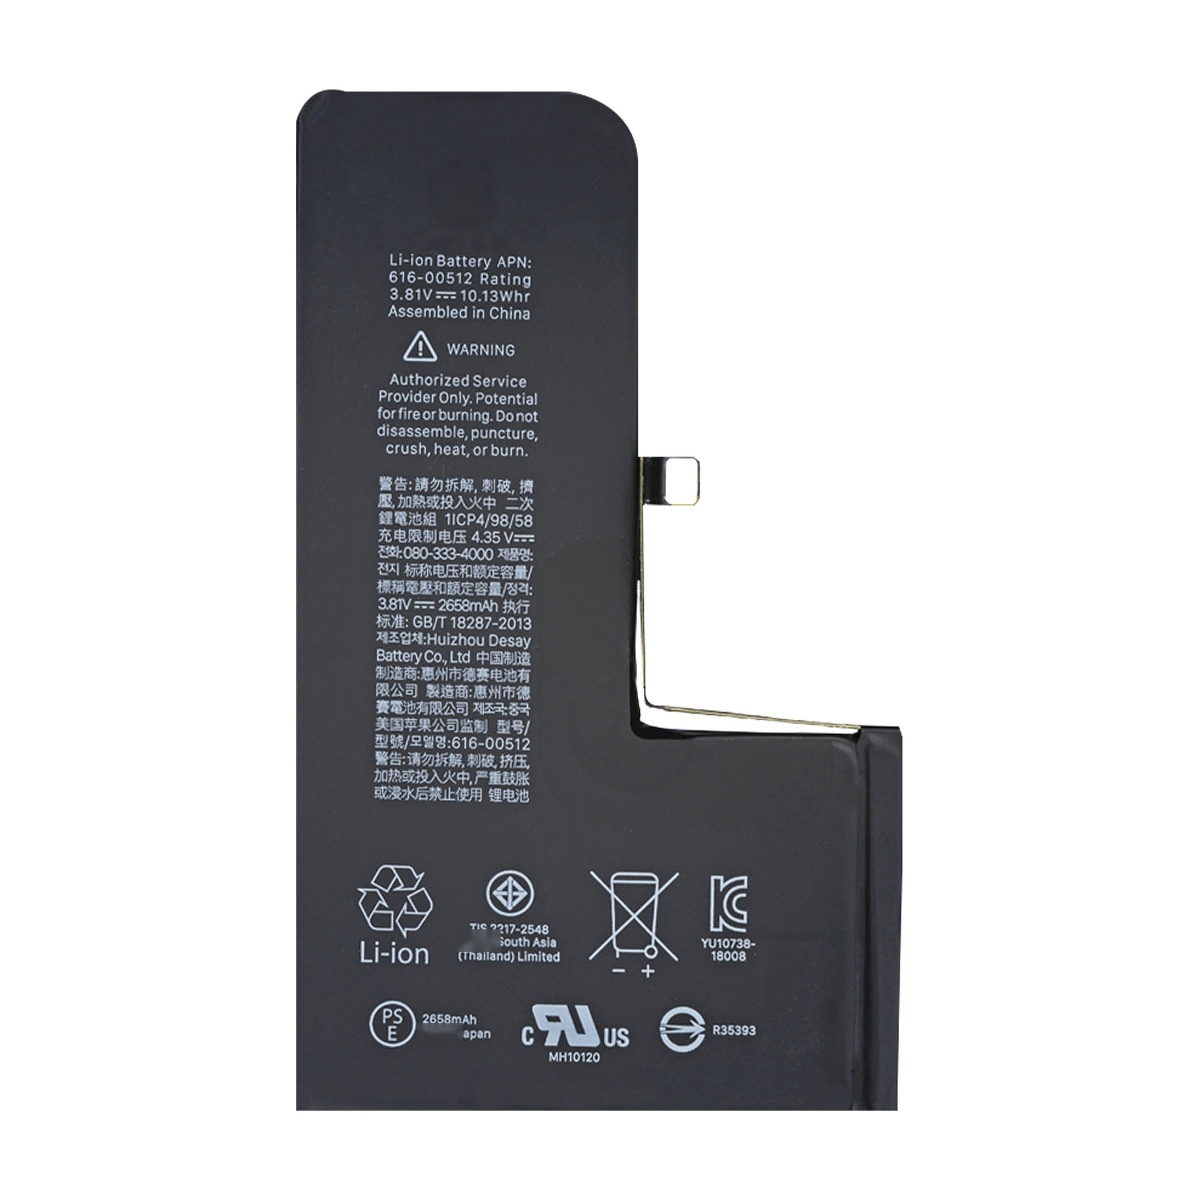 Li-ion Battery APN:
616-00512 Rating
3.81V⎓10.13Whr
Assembled in China
WARNING
Authorized Service
Provider Only. Potential
for fire or burning. Do not
disassemble, puncture,
crush, heat, or burn.
警告:請勿拆解, 刺破, 擠
壓, 加熱或投入火中 二次
鋰電池組 1ICP4/98/58
充电限制电压 4.35 V⎓
전화:080-333-4000 제품명:
전지 标称电压和额定容量/
標稱電壓和額定容量/정격:
3.81V ⎓ 2658mAh 执行
标准: GB/T 18287-2013
제조업체:Huizhou Desay
Battery Co., Ltd 中国制造
制造商:惠州市德赛电池有
限公司 製造商:惠州市德
賽電池有限公司 제조국:중국
美国苹果公司监制 型号/
型號/모델명:616-00512
警告:请勿拆解, 刺破, 挤压,
加热或投入火中, 严重鼓胀
或浸水后禁止使用 锂电池
Li-ion
TIS 2217-2548
South Asia
(Thailand) Limited
YU10738-
18008
PS
E
2658mAh
apan
C RU US
MH10120
R35393